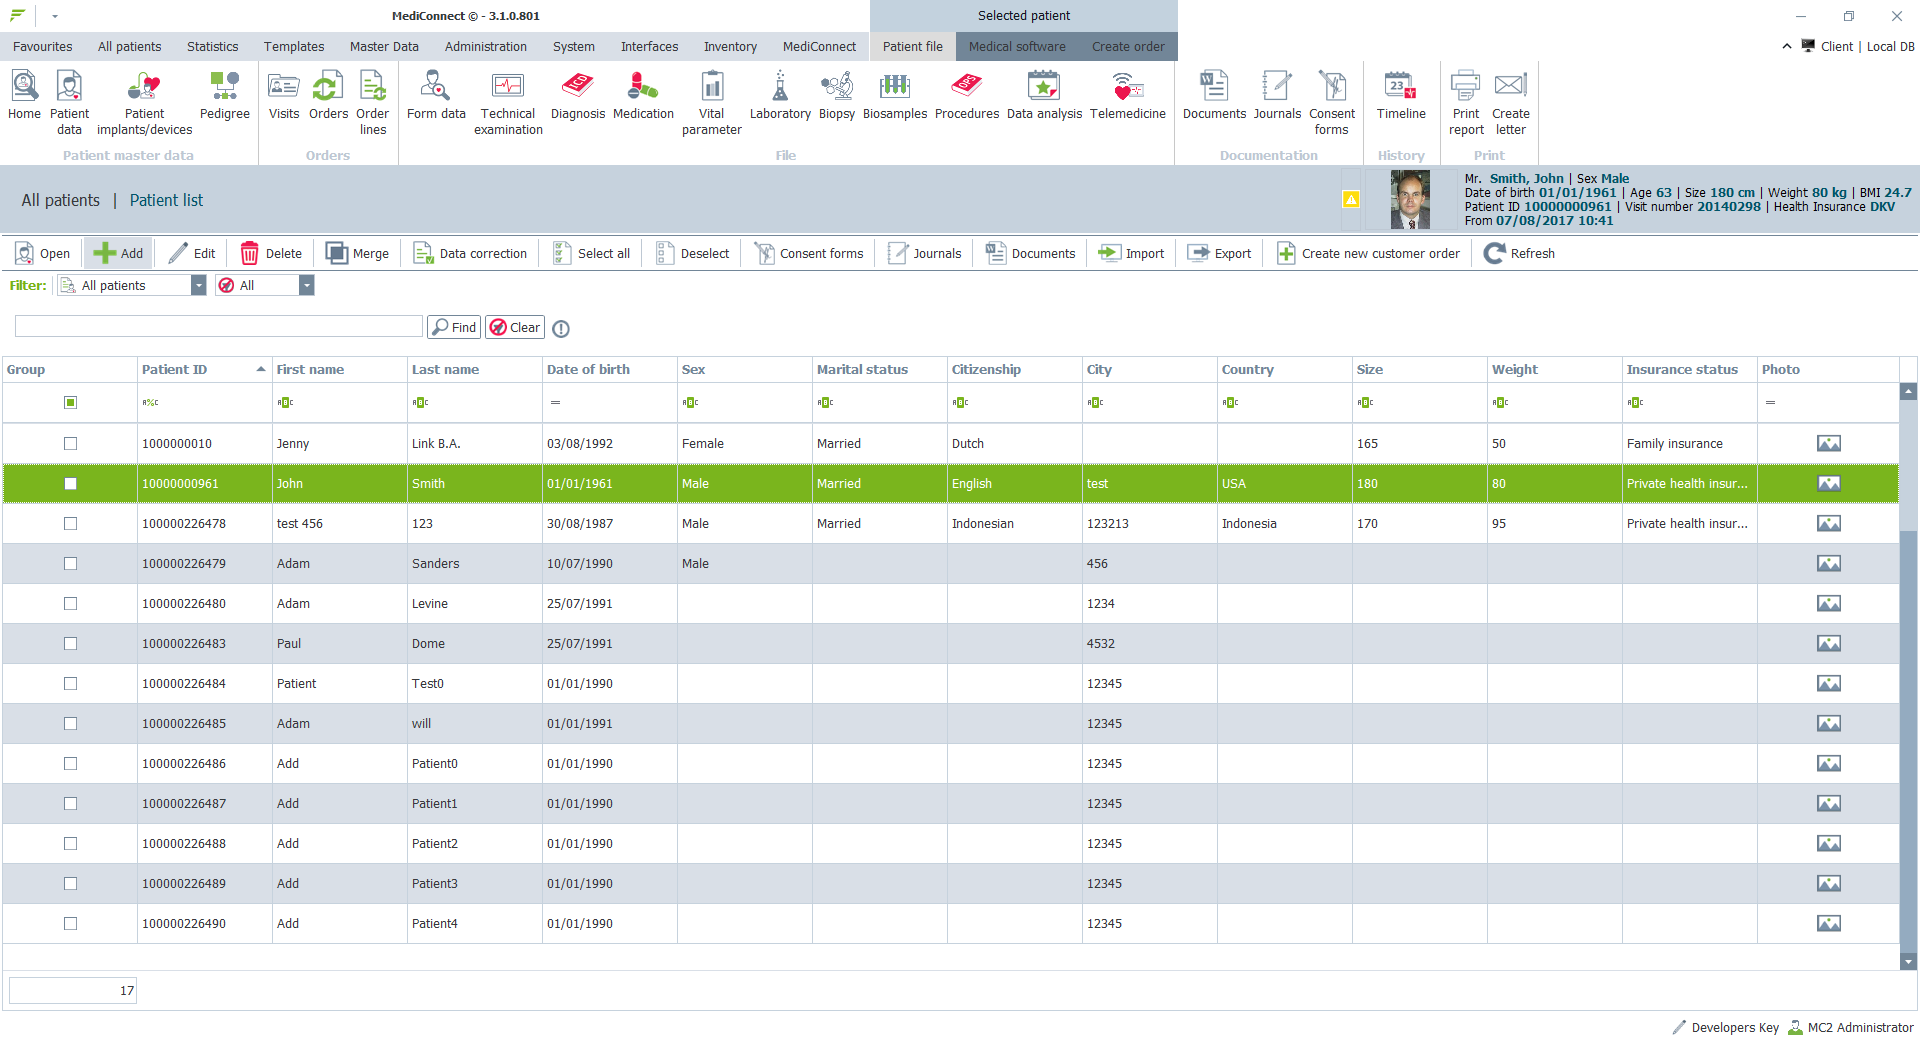 MediConnect © - 3.1.0.801
Selected patient
Favourites All patients Statistics Templates Master Data Administration System Interfaces Inventory MediConnect Patient file Medical software Create order Client | Local DB
Home Patient data Patient implants/devices Pedigree Visits Orders Order lines Form data Technical examination Diagnosis Medication Vital parameter Laboratory Biopsy Biosamples Procedures Data analysis Telemedicine Documents Journals Consent forms Timeline Print report Create letter
Patient master data Orders File Documentation History Print
All patients | Patient list
Mr. Smith, John | Sex Male
Date of birth 01/01/1961 | Age 63 | Size 180 cm | Weight 80 kg | BMI 24.7
Patient ID 10000000961 | Visit number 20140298 | Health Insurance DKV
From 07/08/2017 10:41
Open Add Edit Delete Merge Data correction Select all Deselect Consent forms Journals Documents Import Export Create new customer order Refresh
Filter: All patients All
Find Clear
Group Patient ID First name Last name Date of birth Sex Marital status Citizenship City Country Size Weight Insurance status Photo
1000000010 Jenny Link B.A. 03/08/1992 Female Married Dutch 165 50 Family insurance
10000000961 John Smith 01/01/1961 Male Married English test USA 180 80 Private health insur...
100000226478 test 456 123 30/08/1987 Male Married Indonesian 123213 Indonesia 170 95 Private health insur...
100000226479 Adam Sanders 10/07/1990 Male 456
100000226480 Adam Levine 25/07/1991 1234
100000226483 Paul Dome 25/07/1991 4532
100000226484 Patient Test0 01/01/1990 12345
100000226485 Adam will 01/01/1991 12345
100000226486 Add Patient0 01/01/1990 12345
100000226487 Add Patient1 01/01/1990 12345
100000226488 Add Patient2 01/01/1990 12345
100000226489 Add Patient3 01/01/1990 12345
100000226490 Add Patient4 01/01/1990 12345
17
Developers Key MC2 Administrator